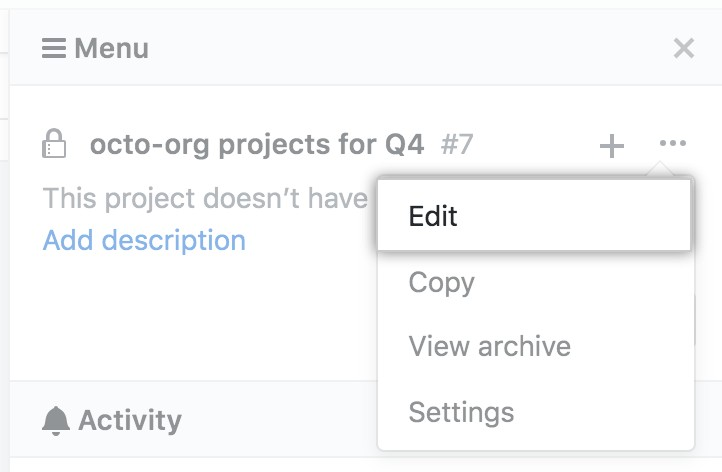 Menu
octo-org projects for Q4 #7
This project doesn’t have
Add description
Edit
Copy
View archive
Settings
Activity